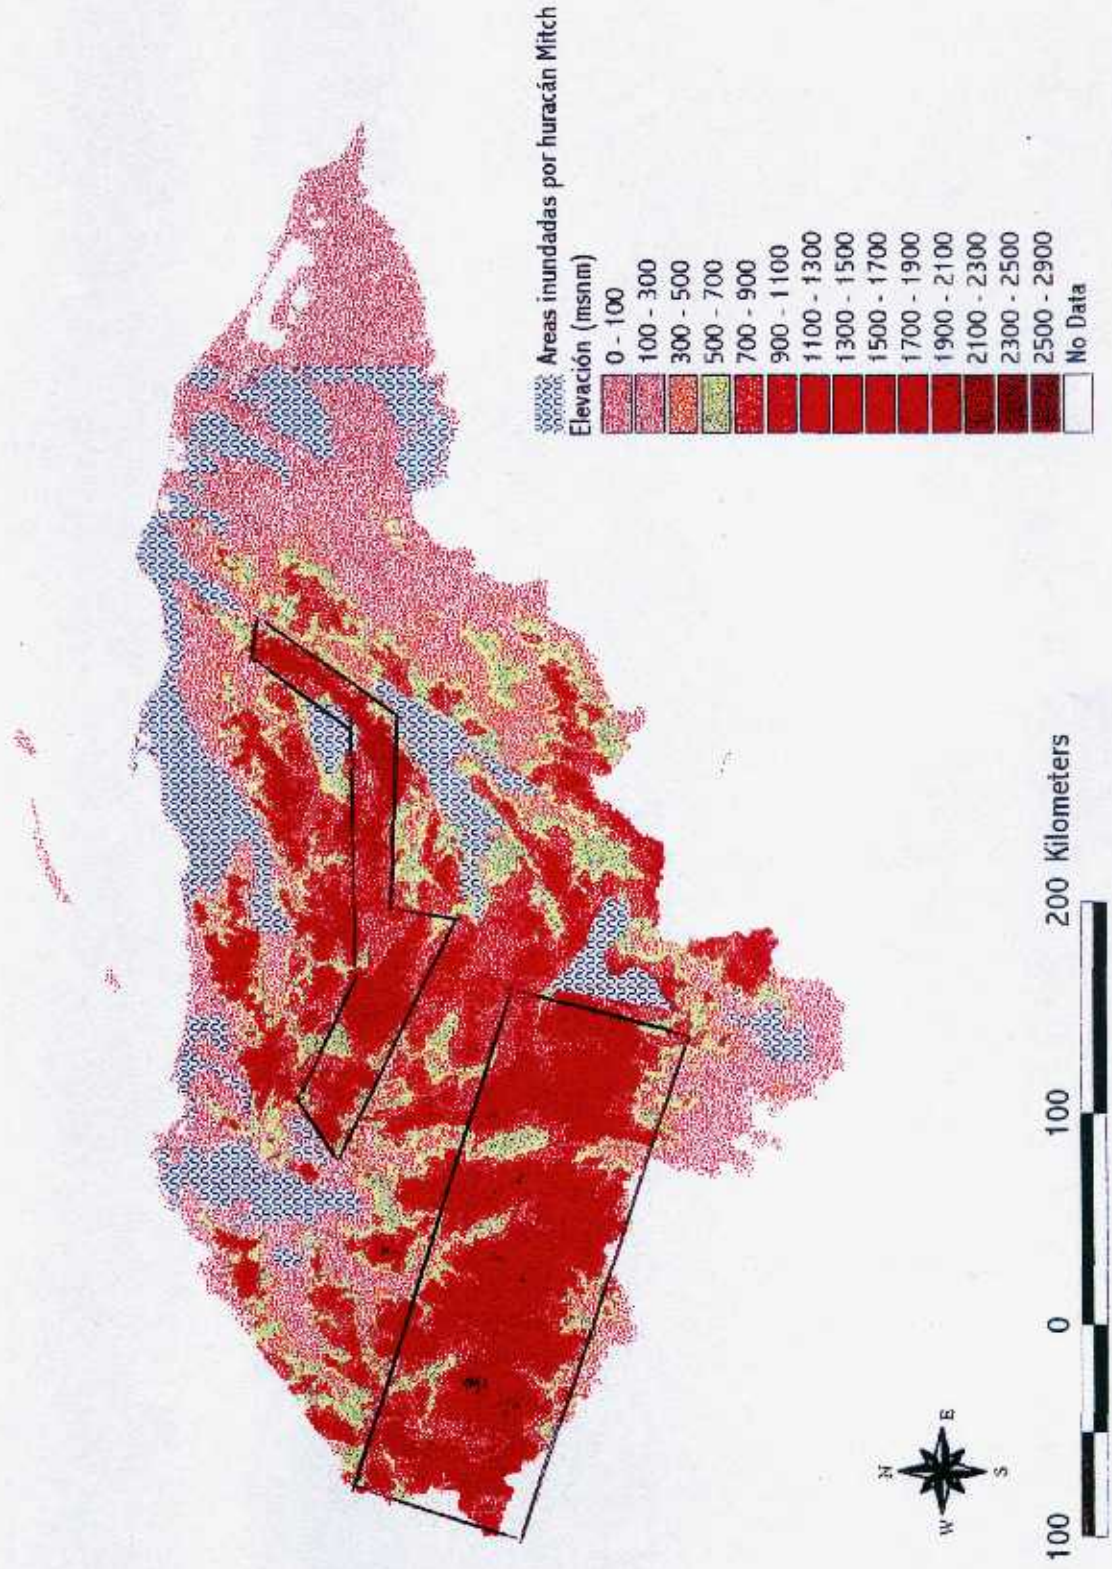 Areas inundadas por huracán Mitch
Elevación (msnm)
0 - 100
100 - 300
300 - 500
500 - 700
700 - 900
900 - 1100
1100 - 1300
1300 - 1500
1500 - 1700
1700 - 1900
1900 - 2100
2100 - 2300
2300 - 2500
2500 - 2900
No Data
N
W E
S
100 0 100 200 Kilometers